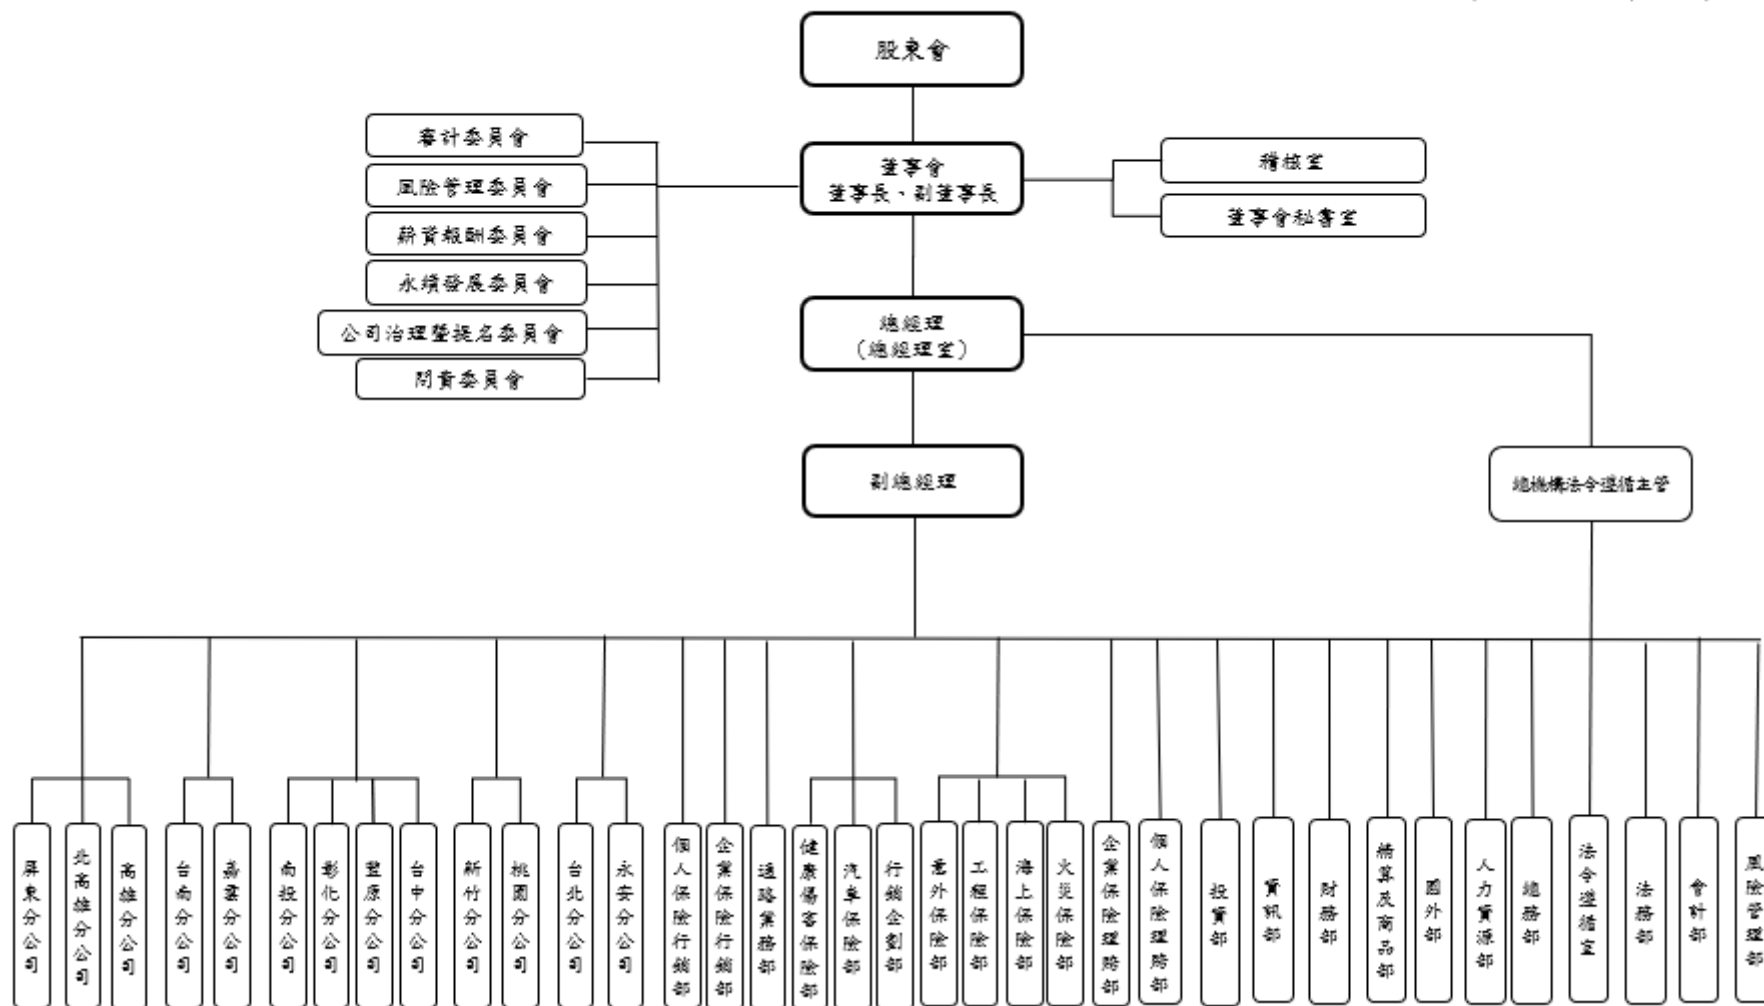 股東會
審計委員會
風險管理委員會
薪資報酬委員會
永續發展委員會
公司治理暨提名委員會
問責委員會
董事會
董事長、副董事長
稽核室
董事會秘書室
總經理
(總經理室)
副總經理
總機構法令遵循主管
屏東分公司
北高雄分公司
高雄分公司
台南分公司
嘉雲分公司
南投分公司
彰化分公司
豐原分公司
台中分公司
新竹分公司
桃園分公司
台北分公司
永安分公司
個人保險行銷部
企業保險行銷部
通路業務部
健康傷害保險部
汽車保險部
行銷企劃部
意外保險部
工程保險部
海上保險部
火災保險部
企業保險理賠部
個人保險理賠部
投資部
資訊部
財務部
精算及商品部
國外部
人力資源部
總務部
法令遵循室
法務部
會計部
風險管理部